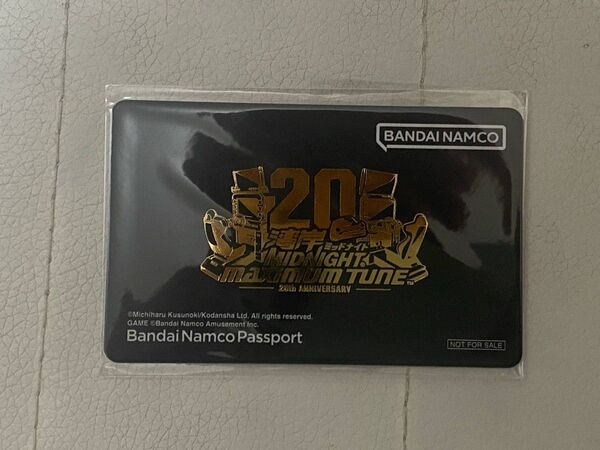 BANDAI NAMCO
20
湾岸ミッドナイト
MIDNIGHT
MAXIMUM TUNE™
20th ANNIVERSARY
©Michiharu Kusunoki/Kodansha Ltd. All rights reserved.
GAME ©Bandai Namco Amusement Inc.
Bandai Namco Passport
NOT FOR SALE